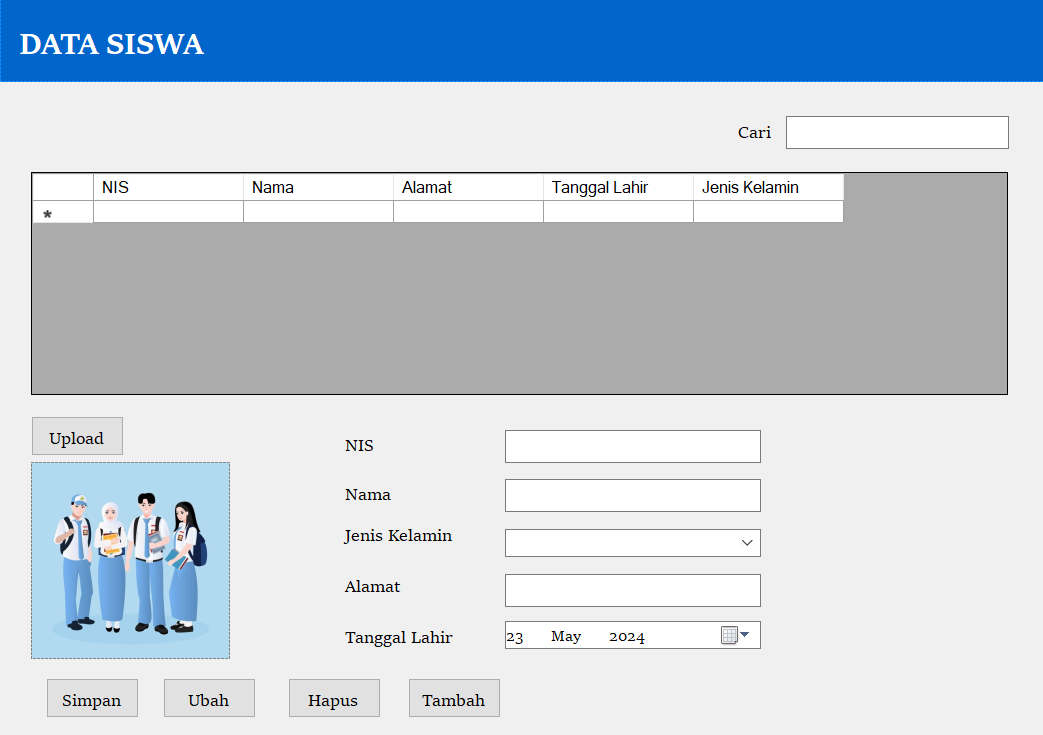 DATA SISWA
Cari
NIS Nama Alamat Tanggal Lahir Jenis Kelamin
*
Upload
NIS
Nama
Jenis Kelamin
Alamat
Tanggal Lahir 23 May 2024
Simpan Ubah Hapus Tambah